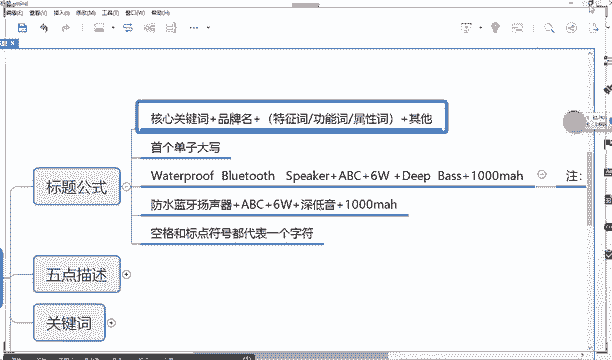 核心关键词+品牌名+（特征词/功能词/属性词）+其他
首个单子大写
标题公式
Waterproof Bluetooth Speaker+ABC+6W +Deep Bass+1000mah
注：
防水蓝牙扬声器+ABC+6W+深低音+1000mah
空格和标点符号都代表一个字符
五点描述
关键词